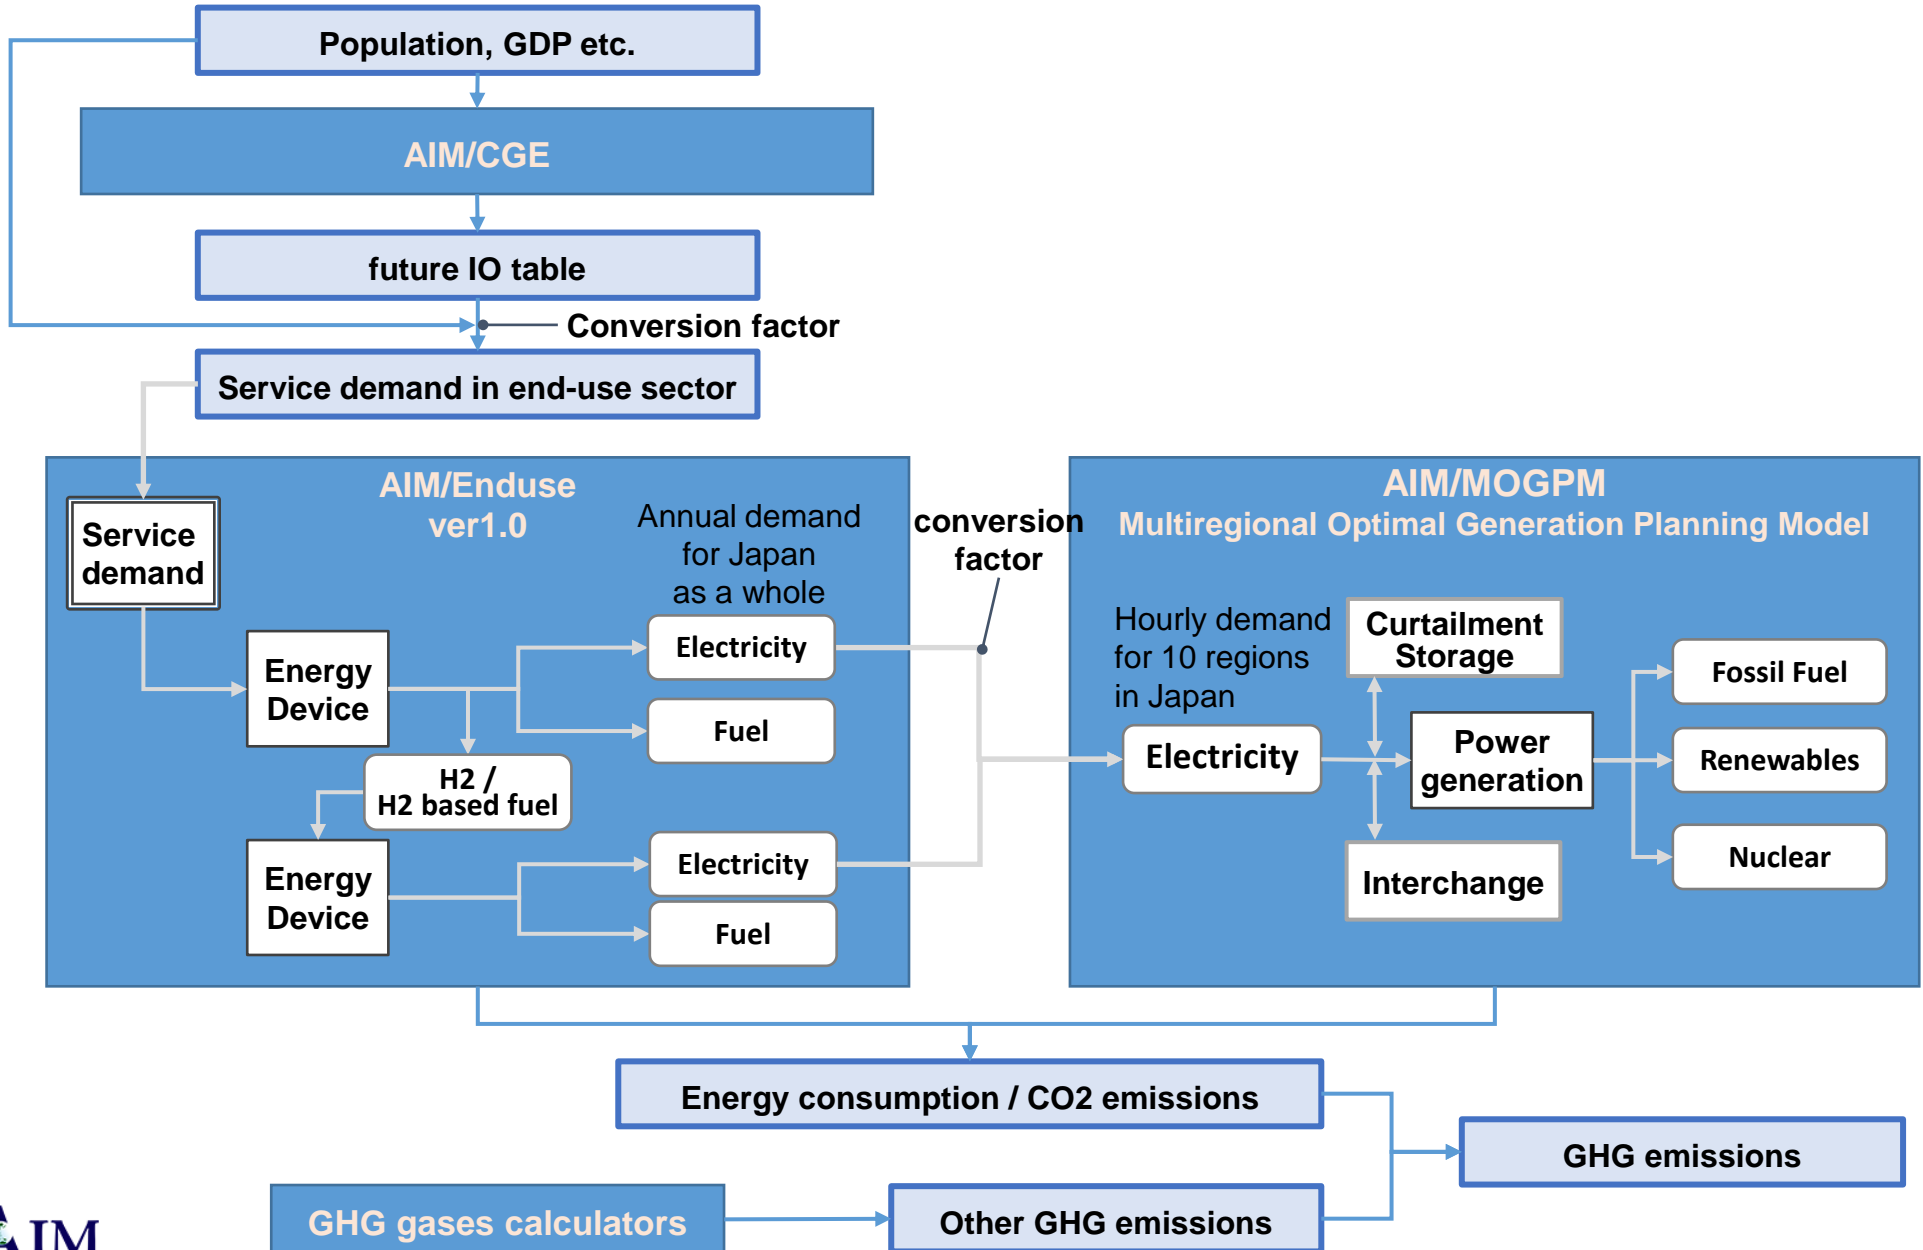 Population, GDP etc.
AIM/CGE
future IO table
Conversion factor
Service demand in end-use sector
AIM/Enduse
ver1.0
Service
demand
Annual demand
for Japan
as a whole
Energy
Device
Electricity
Fuel
H2 /
H2 based fuel
Energy
Device
Electricity
Fuel
conversion
factor
AIM/MOGPM
Multiregional Optimal Generation Planning Model
Hourly demand
for 10 regions
in Japan
Electricity
Curtailment
Storage
Power
generation
Interchange
Fossil Fuel
Renewables
Nuclear
Energy consumption / CO2 emissions
GHG emissions
GHG gases calculators
Other GHG emissions
AIM